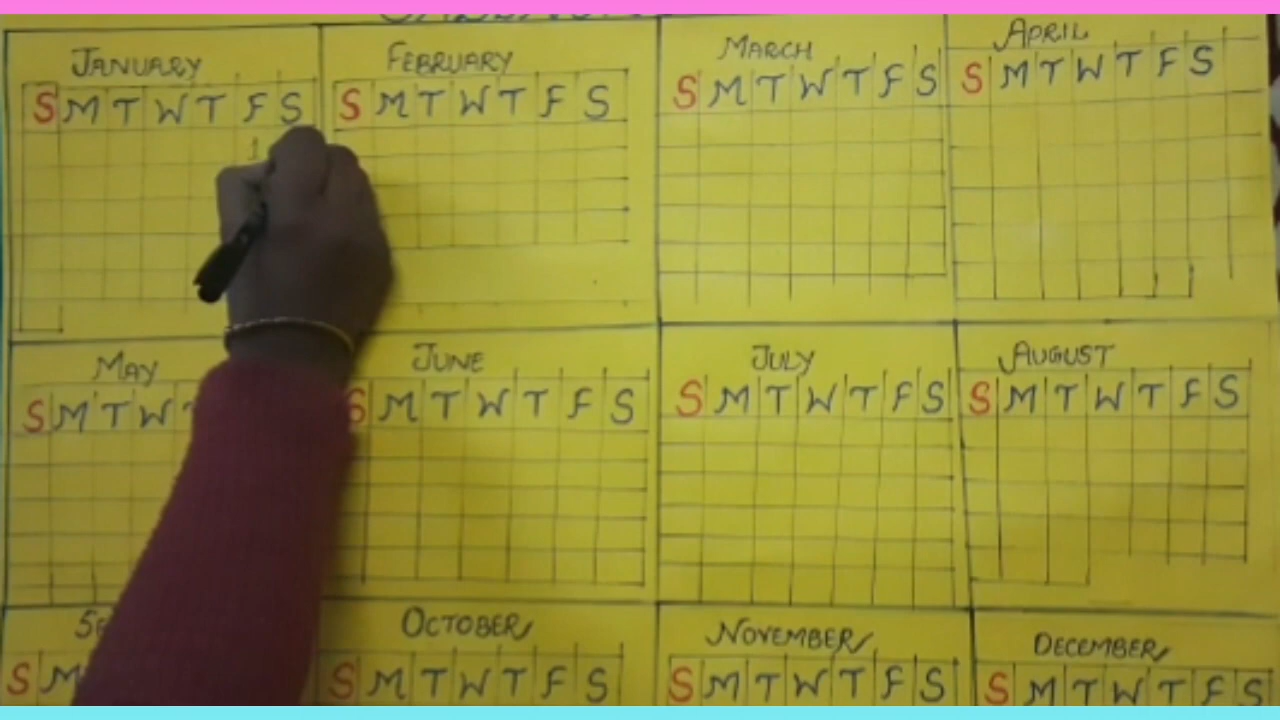 JANUARY
S M T W T F S
1
FEBRUARY
S M T W T F S
MARCH
S M T W T F S
APRIL
S M T W T F S
MAY
S M T W
JUNE
S M T W T F S
JULY
S M T W T F S
AUGUST
S M T W T F S
S M
OCTOBER
S M T W T F S
NOVEMBER
S M T W T F S
DECEMBER
S M T W T F S